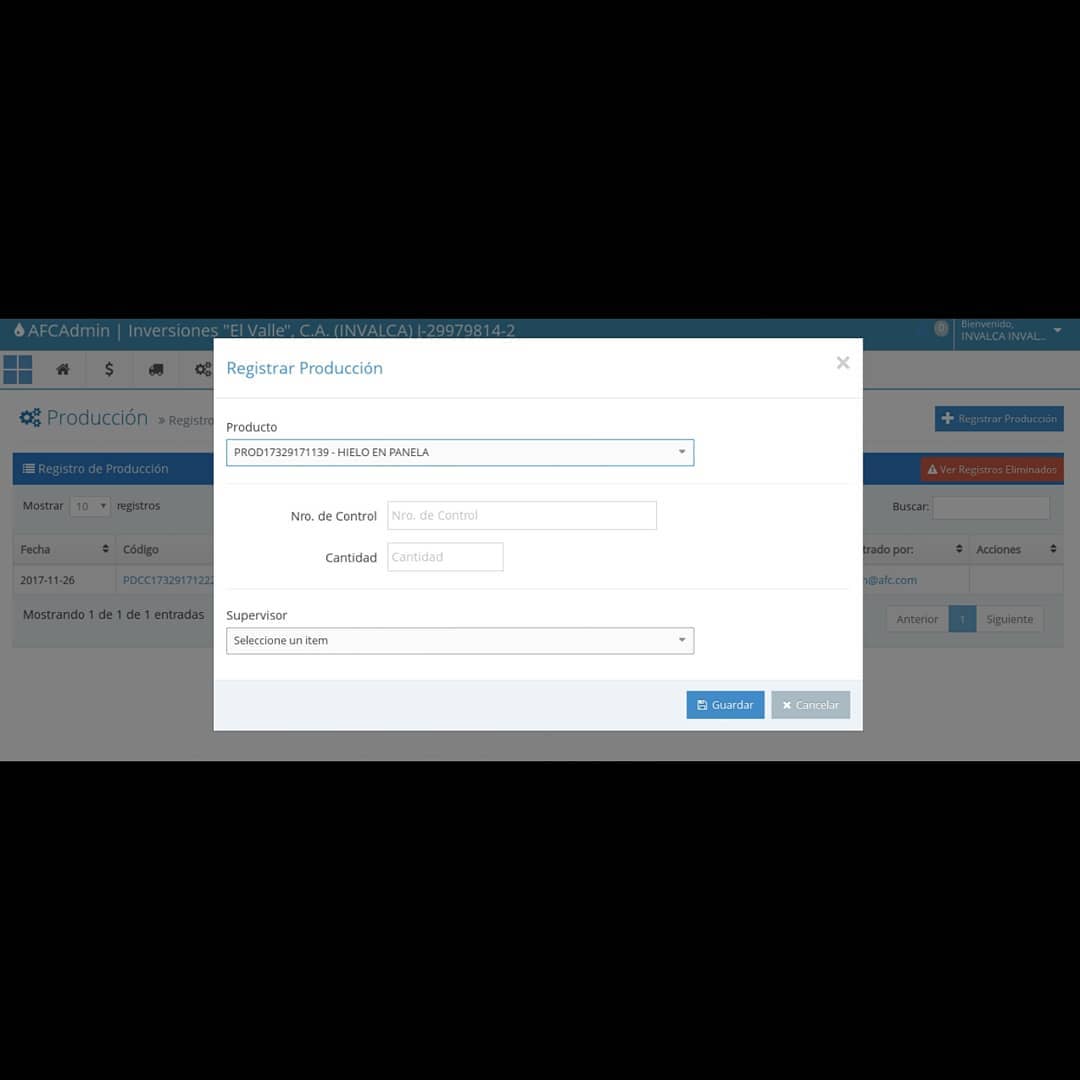 AFCAdmin | Inversiones "El Valle", C.A. (INVALCA) J-29979814-2
0
Bienvenido,
INVALCA INVAL...
$
Producción » Registro
Registrar Producción
Registro de Producción
Ver Registros Eliminados
Mostrar 10 registros
Buscar:
Fecha Código
trado por: Acciones
2017-11-26 PDCC17329171222
n@afc.com
Mostrando 1 de 1 de 1 entradas
Anterior 1 Siguiente
Registrar Producción
×
Producto
PROD17329171139 - HIELO EN PANELA
Nro. de Control Nro. de Control
Cantidad Cantidad
Supervisor
Seleccione un item
Guardar Cancelar